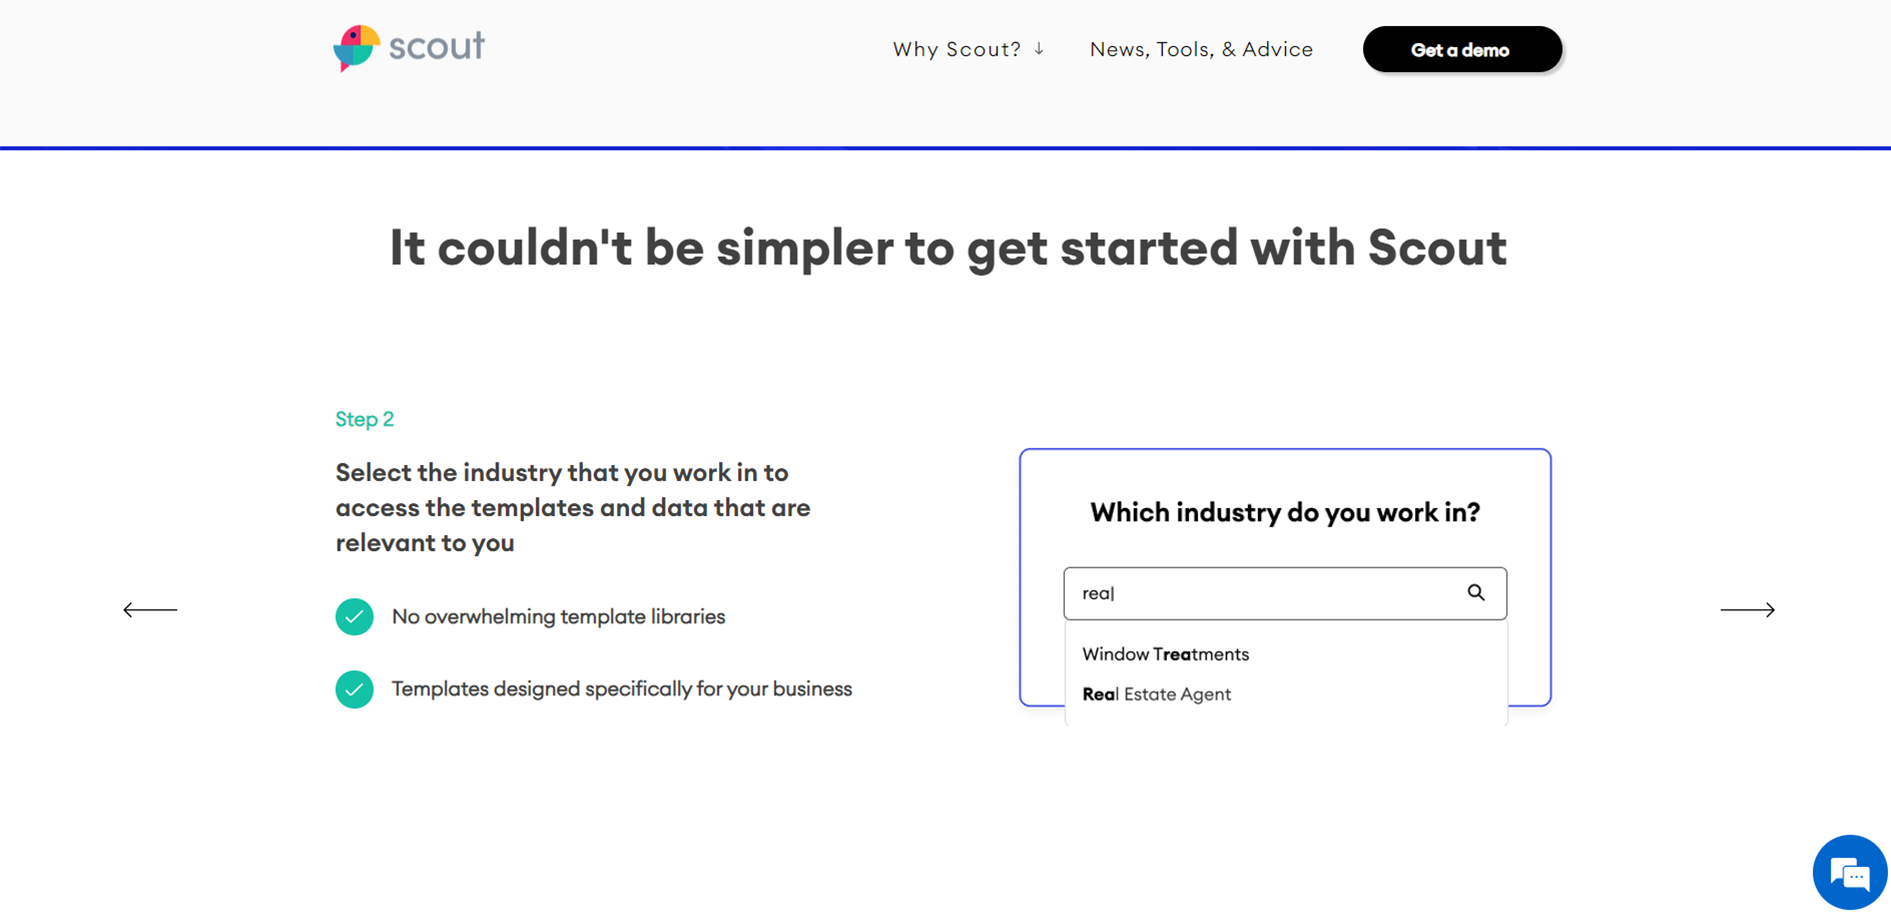 scout
Why Scout? ↓
News, Tools, & Advice
Get a demo
It couldn't be simpler to get started with Scout
Step 2
Select the industry that you work in to
access the templates and data that are
relevant to you
No overwhelming template libraries
Templates designed specifically for your business
Which industry do you work in?
rea
Window Treatments
Real Estate Agent